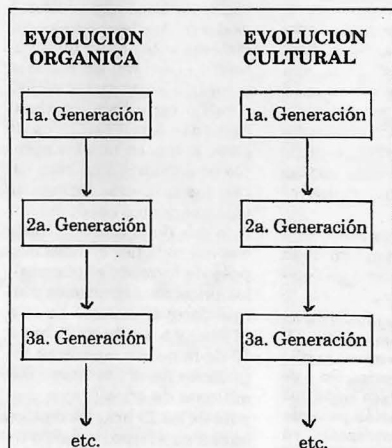 EVOLUCION
ORGANICA
1a. Generación
2a. Generación
3a. Generación
etc.
EVOLUCION
CULTURAL
1a. Generación
2a. Generación
3a. Generación
etc.